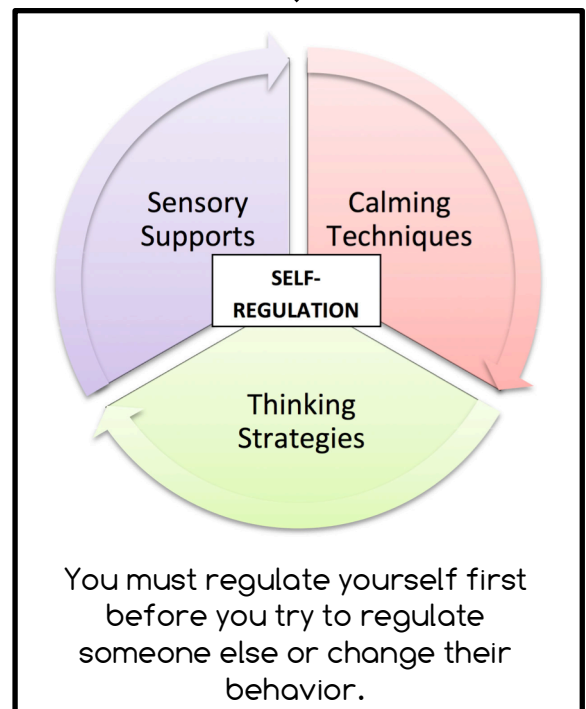 Sensory
Supports
Calming
Techniques
SELF-
REGULATION
Thinking
Strategies
You must regulate yourself first
before you try to regulate
someone else or change their
behavior.